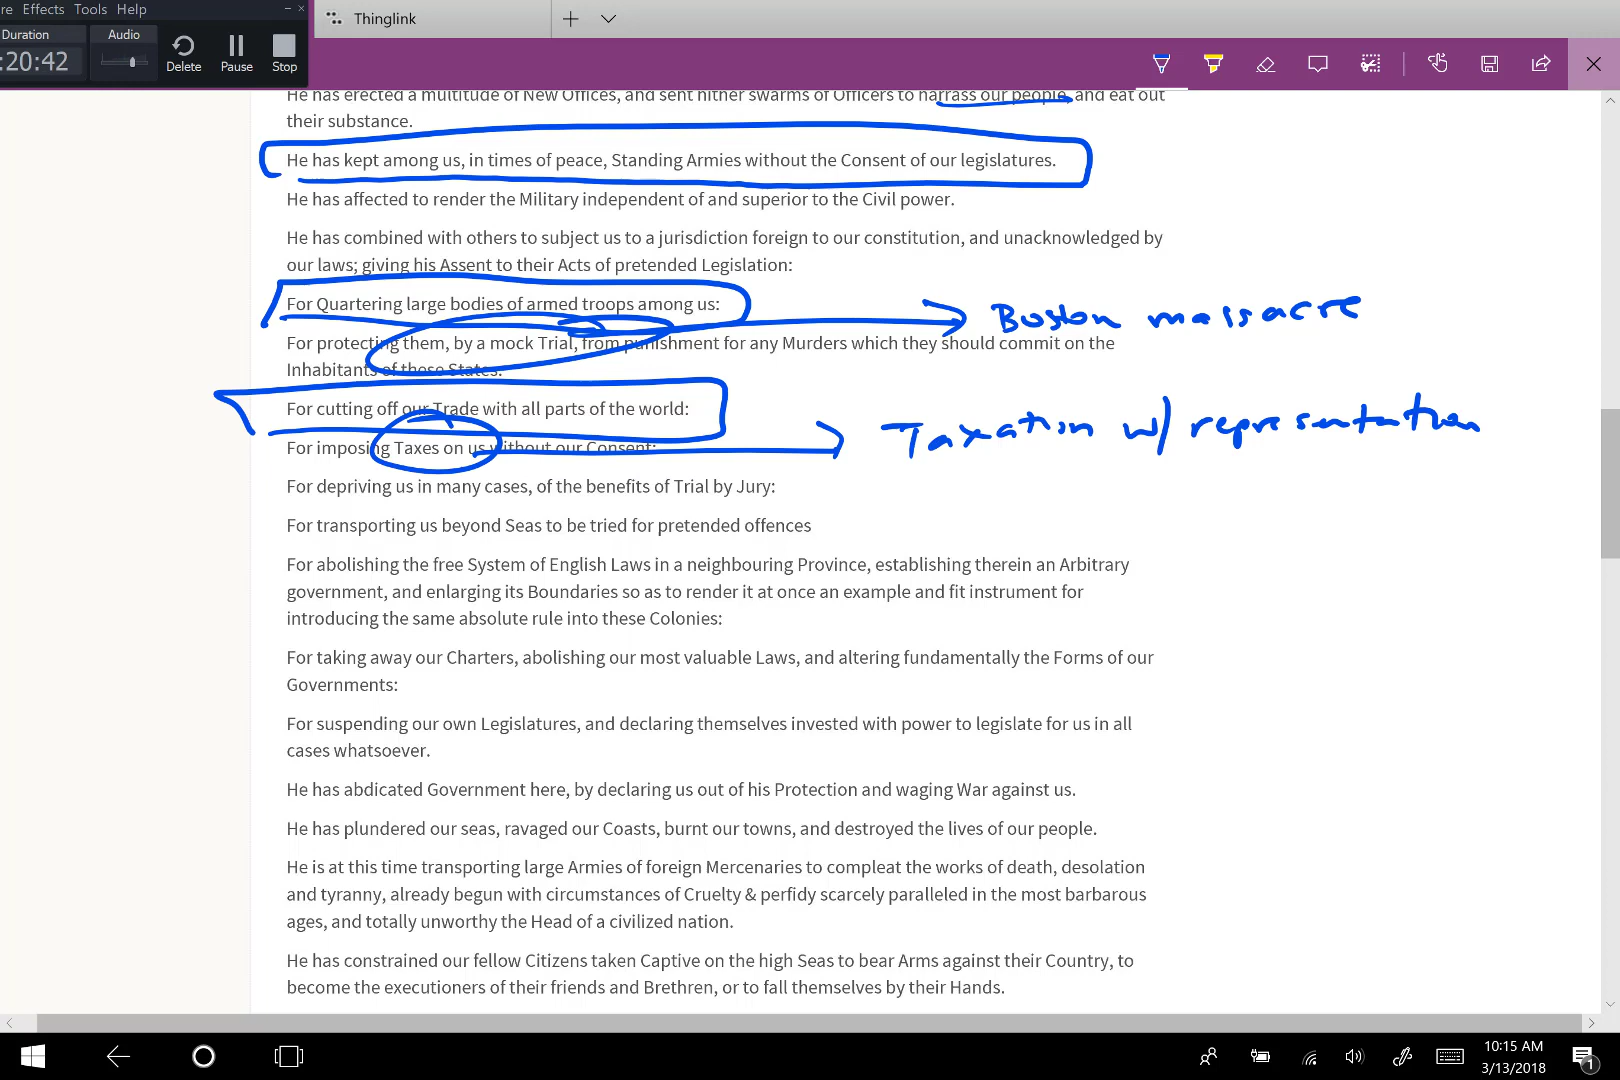 re Effects Tools Help
Thinglink
Duration
Audio
:20:42
Delete
Pause
Stop
He has erected a multitude of New Offices, and sent hither swarms of Officers to harrass our people, and eat out
their substance.
He has kept among us, in times of peace, Standing Armies without the Consent of our legislatures.
He has affected to render the Military independent of and superior to the Civil power.
He has combined with others to subject us to a jurisdiction foreign to our constitution, and unacknowledged by
our laws; giving his Assent to their Acts of pretended Legislation:
For Quartering large bodies of armed troops among us:
Boston massacre
For protecting them, by a mock Trial, from punishment for any Murders which they should commit on the
Inhabitants of these States:
For cutting off our Trade with all parts of the world:
Taxation w/ representation
For imposing Taxes on us without our Consent:
For depriving us in many cases, of the benefits of Trial by Jury:
For transporting us beyond Seas to be tried for pretended offences
For abolishing the free System of English Laws in a neighbouring Province, establishing therein an Arbitrary
government, and enlarging its Boundaries so as to render it at once an example and fit instrument for
introducing the same absolute rule into these Colonies:
For taking away our Charters, abolishing our most valuable Laws, and altering fundamentally the Forms of our
Governments:
For suspending our own Legislatures, and declaring themselves invested with power to legislate for us in all
cases whatsoever.
He has abdicated Government here, by declaring us out of his Protection and waging War against us.
He has plundered our seas, ravaged our Coasts, burnt our towns, and destroyed the lives of our people.
He is at this time transporting large Armies of foreign Mercenaries to compleat the works of death, desolation
and tyranny, already begun with circumstances of Cruelty & perfidy scarcely paralleled in the most barbarous
ages, and totally unworthy the Head of a civilized nation.
He has constrained our fellow Citizens taken Captive on the high Seas to bear Arms against their Country, to
become the executioners of their friends and Brethren, or to fall themselves by their Hands.
10:15 AM
3/13/2018
1